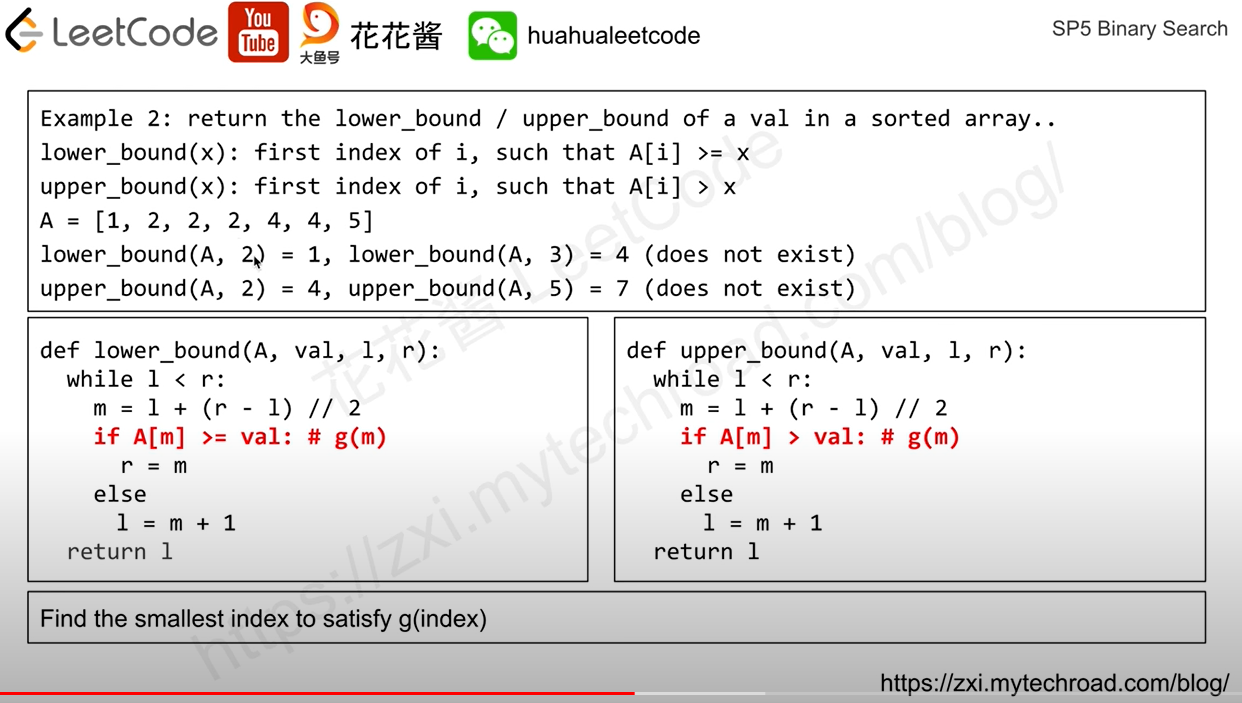 LeetCode
You
Tube
大鱼号
花花酱
huahualeetcode
SP5 Binary Search
Example 2: return the lower_bound / upper_bound of a val in a sorted array..
lower_bound(x): first index of i, such that A[i] >= x
upper_bound(x): first index of i, such that A[i] > x
A = [1, 2, 2, 2, 4, 4, 5]
lower_bound(A, 2) = 1, lower_bound(A, 3) = 4 (does not exist)
upper_bound(A, 2) = 4, upper_bound(A, 5) = 7 (does not exist)
def lower_bound(A, val, l, r):
while l < r:
m = l + (r - l) // 2
if A[m] >= val: # g(m)
r = m
else
l = m + 1
return l
def upper_bound(A, val, l, r):
while l < r:
m = l + (r - l) // 2
if A[m] > val: # g(m)
r = m
else
l = m + 1
return l
Find the smallest index to satisfy g(index)
花花酱 LeetCode
https://zxi.mytechroad.com/blog/
https://zxi.mytechroad.com/blog/